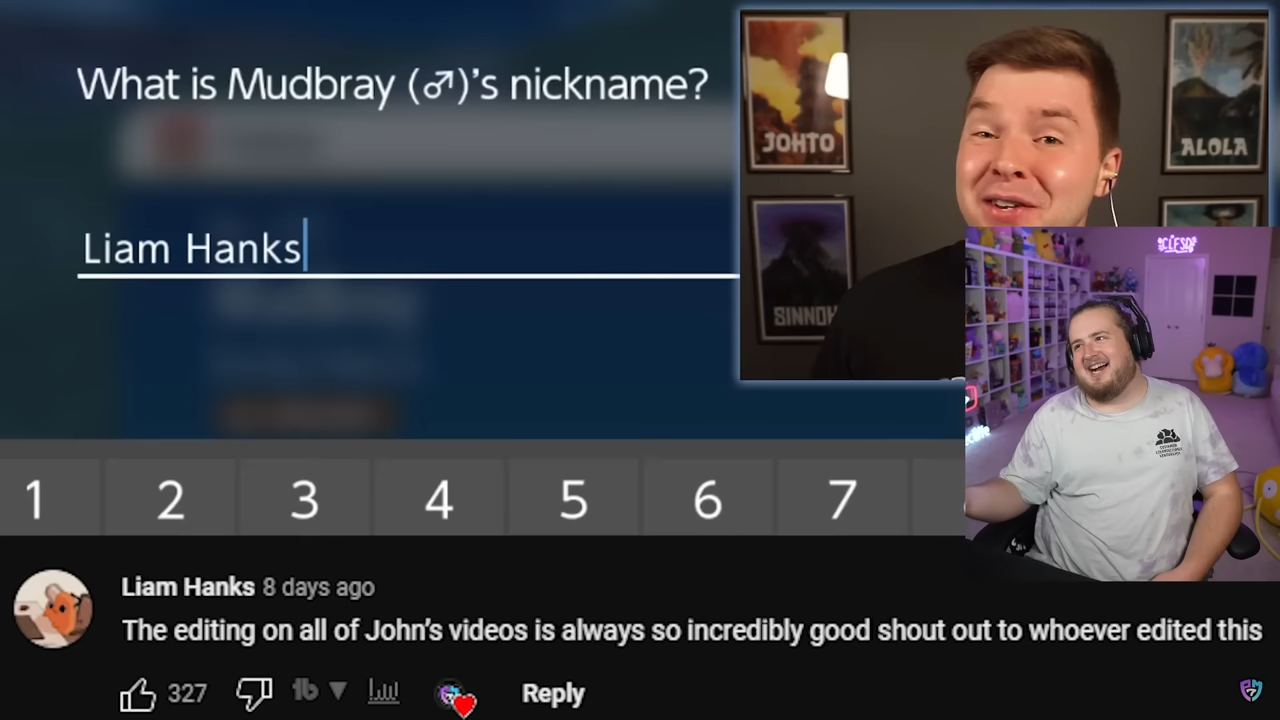 What is Mudbray (♂)'s nickname?
Liam Hanks
JOHTO
ALOLA
SINNOH
1 2 3 4 5 6 7
Liam Hanks 8 days ago
The editing on all of John's videos is always so incredibly good shout out to whoever edited this
327
Reply